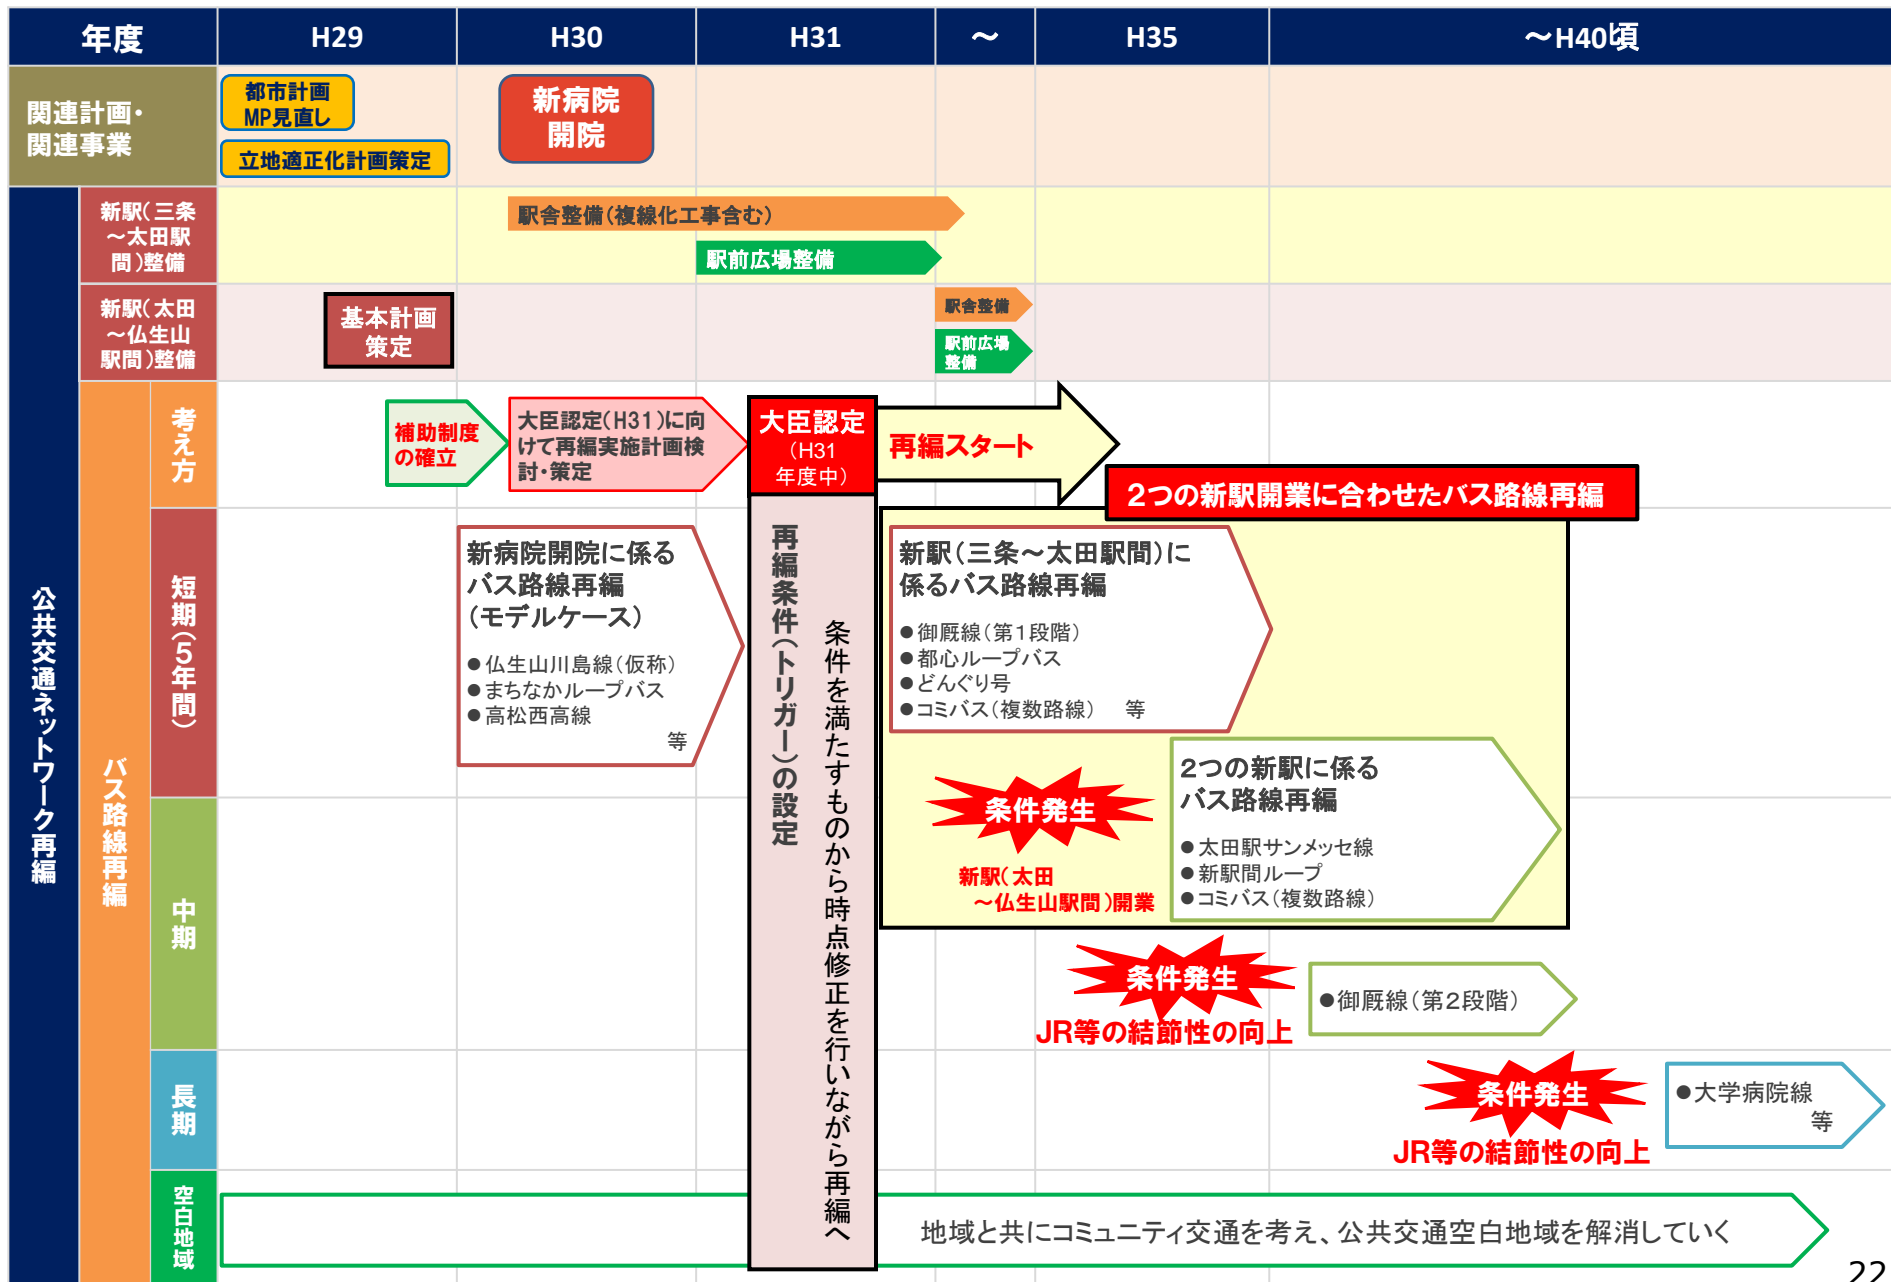 年度
H29
H30
H31
～
H35
～H40頃
関連計画・
関連事業
都市計画
MP見直し
立地適正化計画策定
新病院
開院
公共交通ネットワーク再編
新駅(三条
～太田駅
間)整備
駅舎整備(複線化工事含む)
駅前広場整備
新駅(太田
～仏生山
駅間)整備
基本計画
策定
駅舎整備
駅前広場
整備
バス路線再編
考え方
補助制度
の確立
大臣認定(H31)に向
けて再編実施計画検
討・策定
大臣認定
(H31
年度中)
再編スタート
2つの新駅開業に合わせたバス路線再編
短期(5年間)
新病院開院に係る
バス路線再編
(モデルケース)
●仏生山川島線(仮称)
●まちなかループバス
●高松西高線
等
再編条件(トリガー)の設定
条件を満たすものから時点修正を行いながら再編へ
新駅(三条～太田駅間)に
係るバス路線再編
●御厩線(第1段階)
●都心ループバス
●どんぐり号
●コミバス(複数路線) 等
2つの新駅に係る
バス路線再編
●太田駅サンメッセ線
●新駅間ループ
●コミバス(複数路線)
条件発生
新駅(太田
～仏生山駅間)開業
中期
条件発生
JR等の結節性の向上
●御厩線(第2段階)
長期
条件発生
JR等の結節性の向上
●大学病院線
等
空白地域
地域と共にコミュニティ交通を考え、公共交通空白地域を解消していく
22